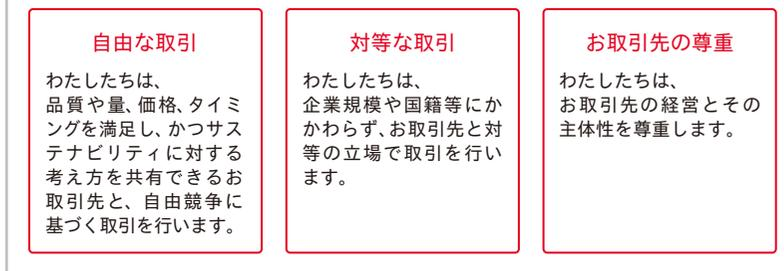 自由な取引
わたしたちは、
品質や量、価格、タイミ
ングを満足し、かつサス
テナビリティに対する
考え方を共有できるお
取引先と、自由競争に
基づく取引を行います。
対等な取引
わたしたちは、
企業規模や国籍等にか
かわらず、お取引先と対
等の立場で取引を行い
ます。
お取引先の尊重
わたしたちは、
お取引先の経営とその
主体性を尊重します。